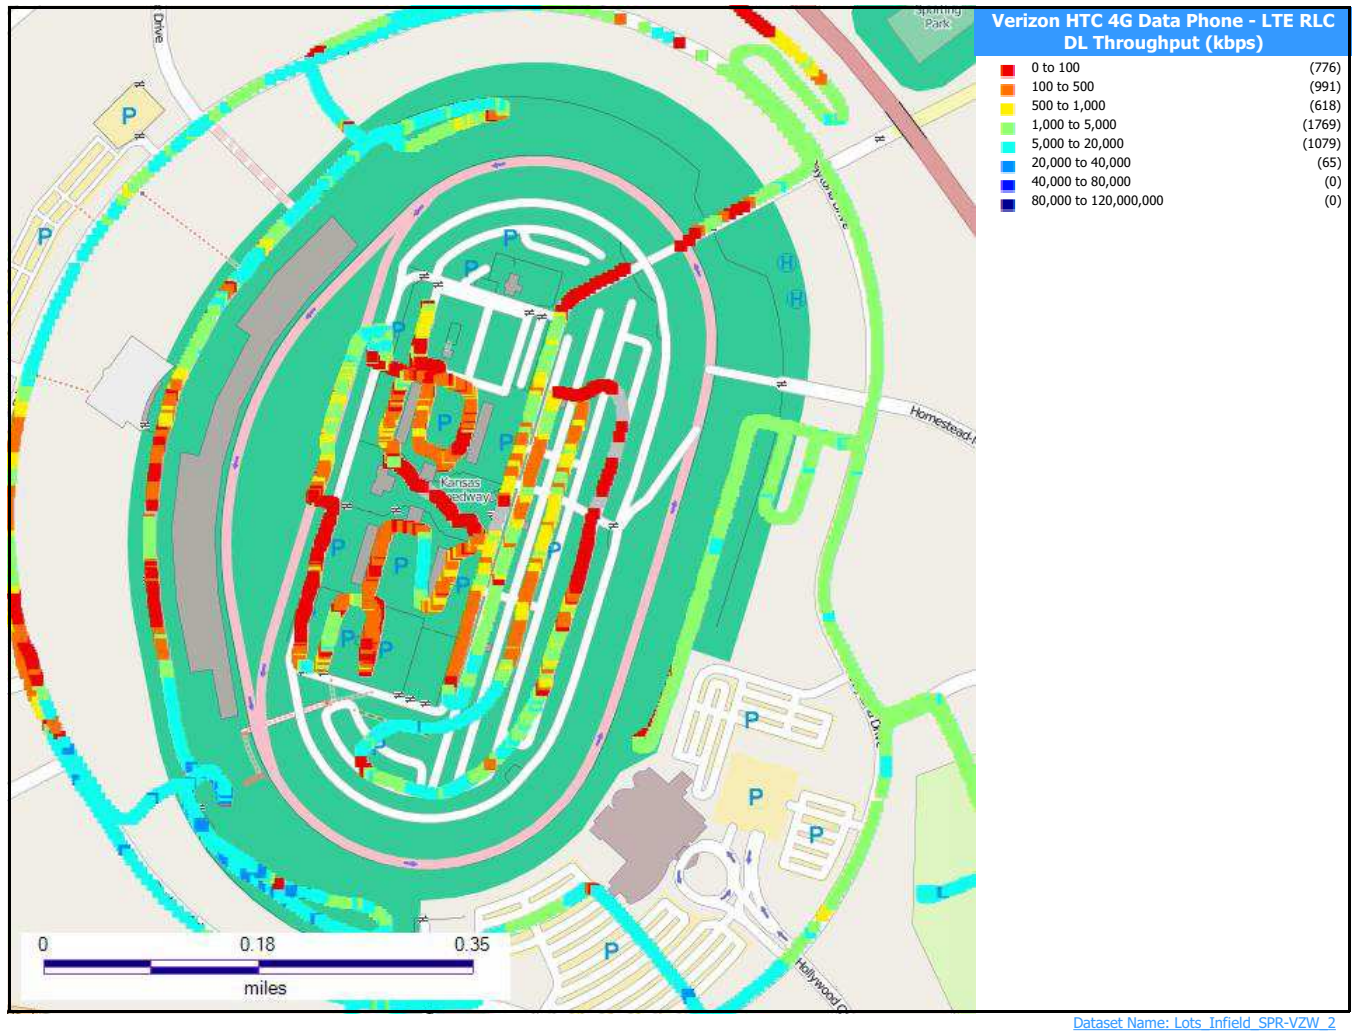 Verizon HTC 4G Data Phone - LTE RLC
DL Throughput (kbps)
0 to 100 (776)
100 to 500 (991)
500 to 1,000 (618)
1,000 to 5,000 (1769)
5,000 to 20,000 (1079)
20,000 to 40,000 (65)
40,000 to 80,000 (0)
80,000 to 120,000,000 (0)
Sporting
Park
Drive
P
P
P
P
H
H
P
P
P
Homestead
Kansas
P
P
P
P
P
P
P
Drive
P
P
P
P
Hollywood
0 0.18 0.35
miles
Dataset Name: Lots_Infield_SPR-VZW_2